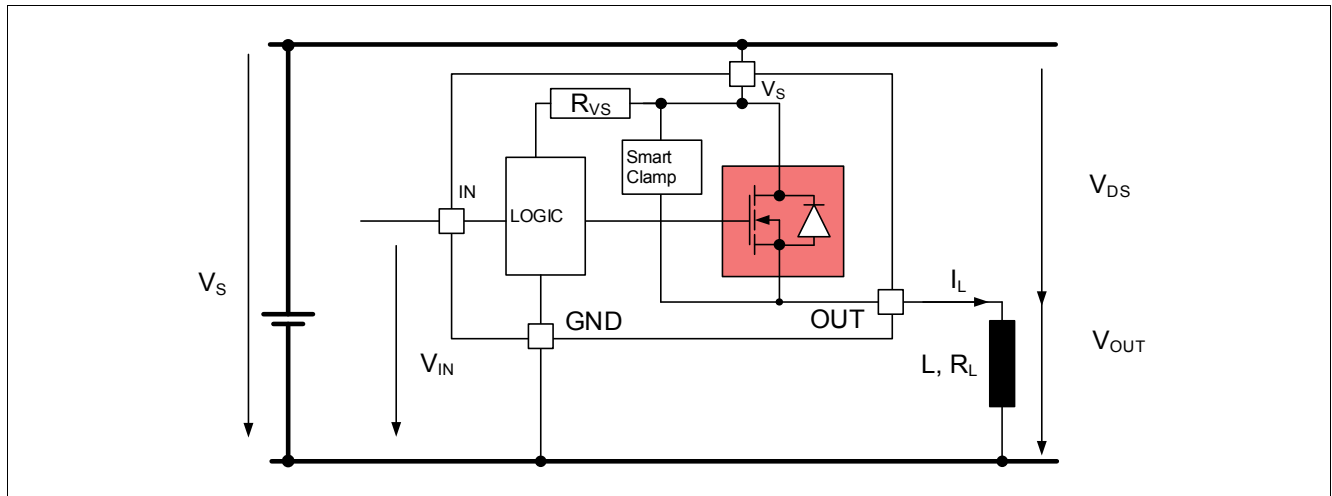 V_S
R_VS
Smart
Clamp
V_DS
IN
LOGIC
V_S
I_L
GND
OUT
V_OUT
V_IN
L, R_L